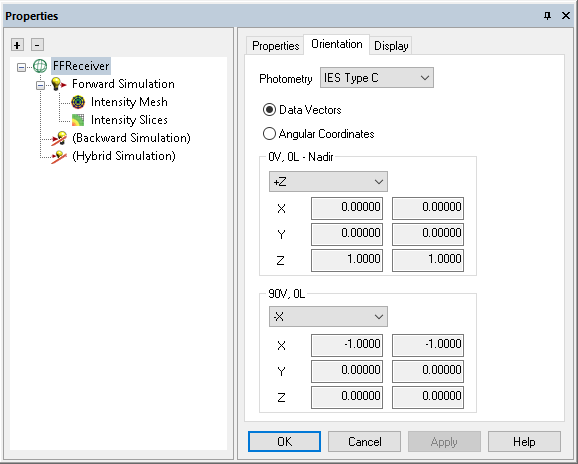 Properties
+ -
FFReceiver
Forward Simulation
Intensity Mesh
Intensity Slices
(Backward Simulation)
(Hybrid Simulation)
Properties Orientation Display
Photometry IES Type C
Data Vectors
Angular Coordinates
0V, 0L - Nadir
+Z
X 0.00000 0.00000
Y 0.00000 0.00000
Z 1.0000 1.0000
90V, 0L
-X
X -1.0000 -1.0000
Y 0.00000 0.00000
Z 0.00000 0.00000
OK Cancel Apply Help